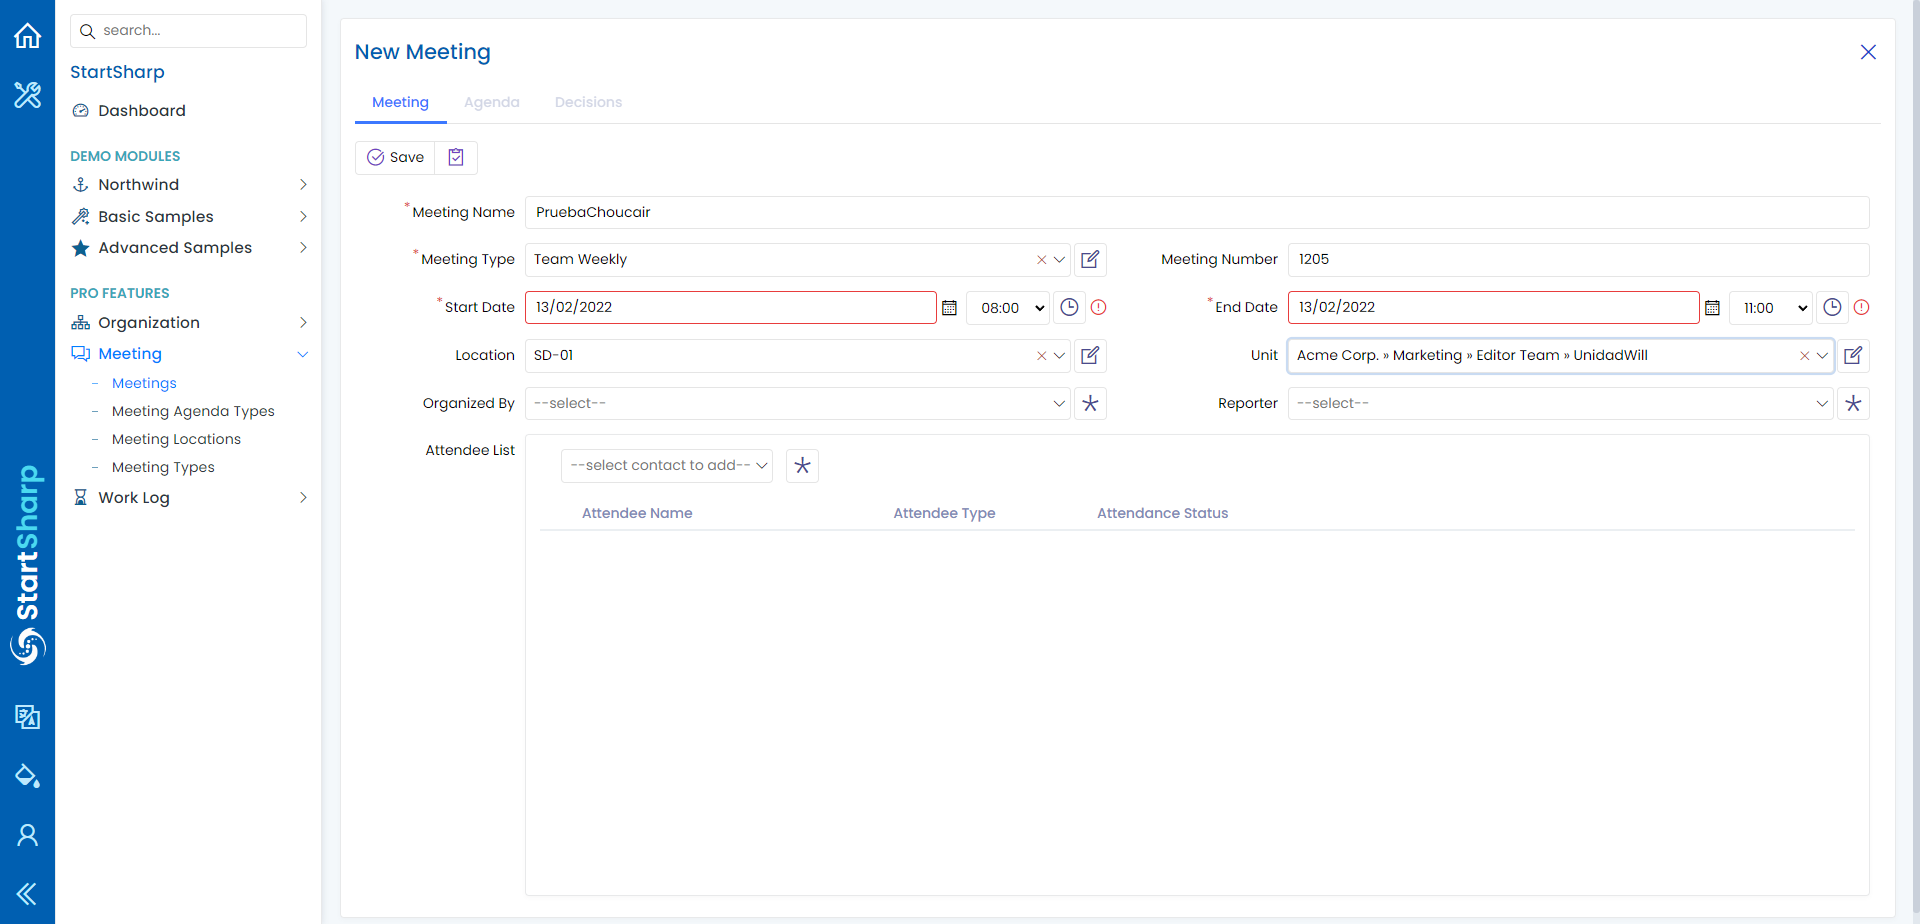 search...
StartSharp
Dashboard
DEMO MODULES
Northwind
Basic Samples
Advanced Samples
PRO FEATURES
Organization
Meeting
Meetings
Meeting Agenda Types
Meeting Locations
Meeting Types
Work Log
StartSharp
New Meeting
Meeting Agenda Decisions
Save
*Meeting Name PruebaChoucair
*Meeting Type Team Weekly Meeting Number 1205
*Start Date 13/02/2022 08:00 *End Date 13/02/2022 11:00
Location SD-01 Unit Acme Corp. » Marketing » Editor Team » UnidadWill
Organized By --select-- Reporter --select--
Attendee List --select contact to add--
Attendee Name Attendee Type Attendance Status